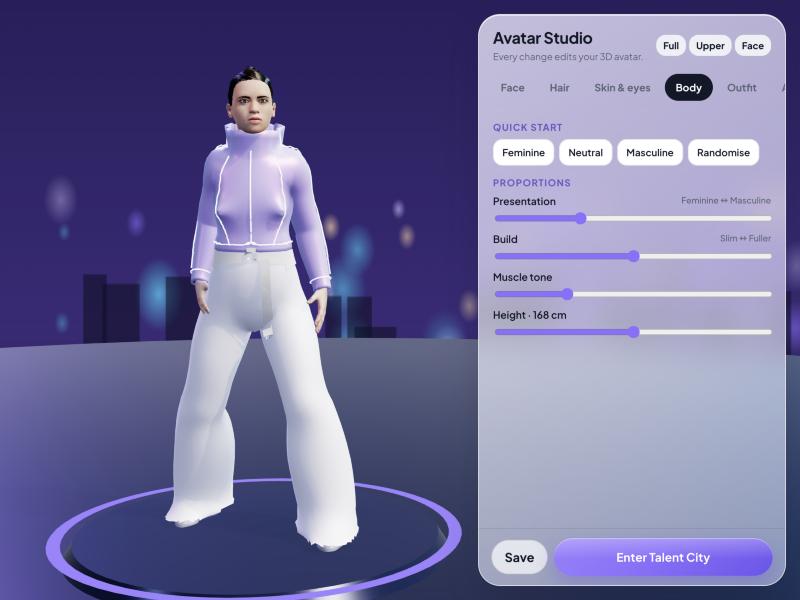 Avatar Studio
Every change edits your 3D avatar.
Full Upper Face
Face Hair Skin & eyes Body Outfit
QUICK START
Feminine Neutral Masculine Randomise
PROPORTIONS
Presentation Feminine ↔ Masculine
Build Slim ↔ Fuller
Muscle tone
Height · 168 cm
Save Enter Talent City